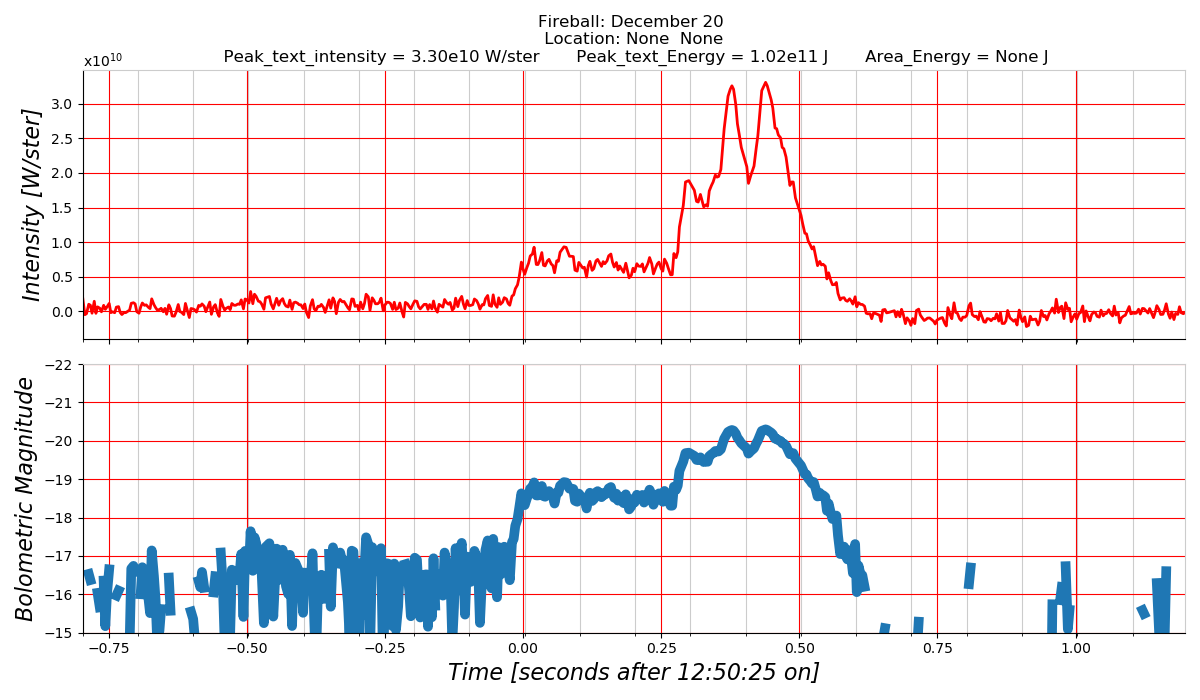 Fireball: December 20
Location: None  None
Peak_text_intensity = 3.30e10 W/ster    Peak_text_Energy = 1.02e11 J    Area_Energy = None J
x10¹⁰
Intensity [W/ster]
3.0
2.5
2.0
1.5
1.0
0.5
0.0
Bolometric Magnitude
−22
−21
−20
−19
−18
−17
−16
−15
−0.75 −0.50 −0.25 0.00 0.25 0.50 0.75 1.00
Time [seconds after 12:50:25 on]